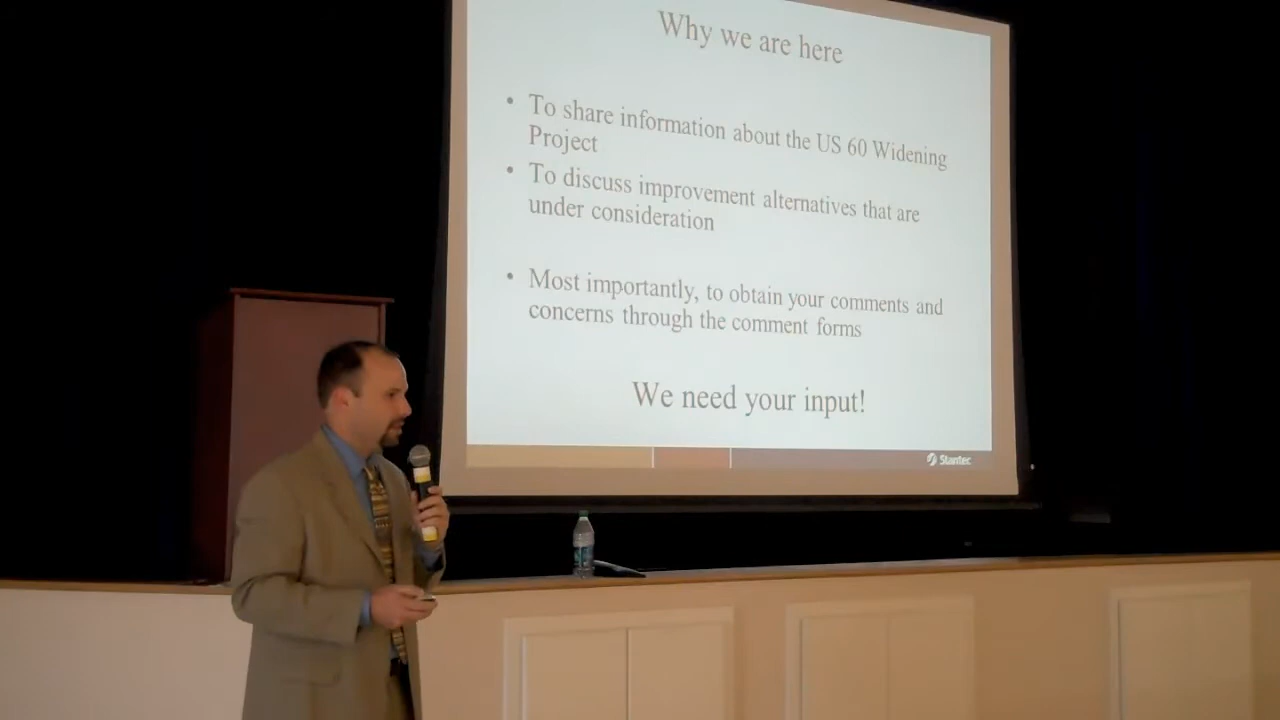 Why we are here
• To share information about the US 60 Widening
Project
• To discuss improvement alternatives that are
under consideration
• Most importantly, to obtain your comments and
concerns through the comment forms
We need your input!
Stantec